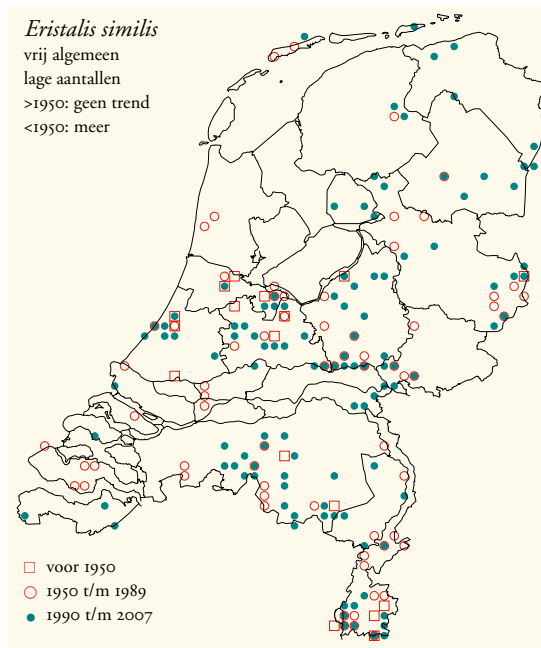 Eristalis similis
vrij algemeen
lage aantallen
>1950: geen trend
<1950: meer
voor 1950
1950 t/m 1989
1990 t/m 2007